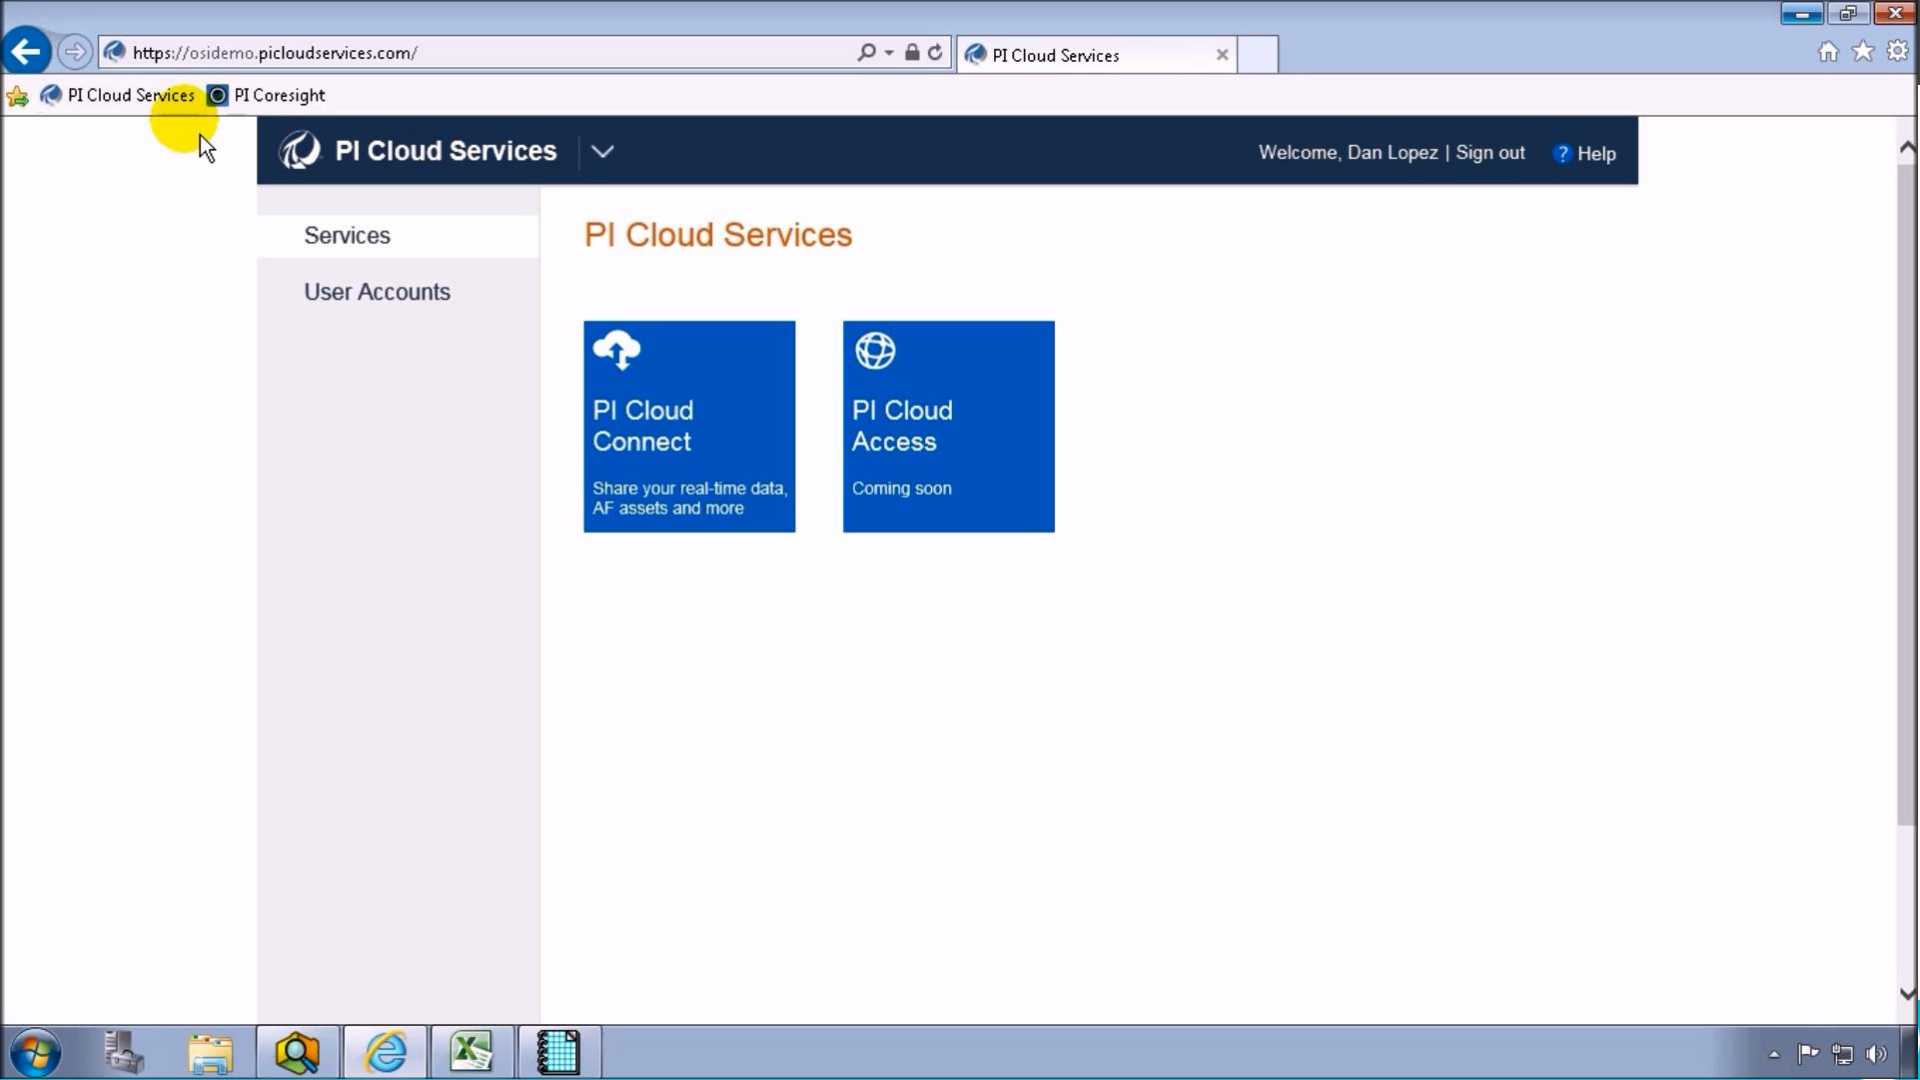 https://osidemo.picloudservices.com/
PI Cloud Services
PI Cloud Services
PI Coresight
PI Cloud Services
Welcome, Dan Lopez | Sign out
? Help
Services
User Accounts
PI Cloud Services
PI Cloud
Connect
Share your real-time data,
AF assets and more
PI Cloud
Access
Coming soon